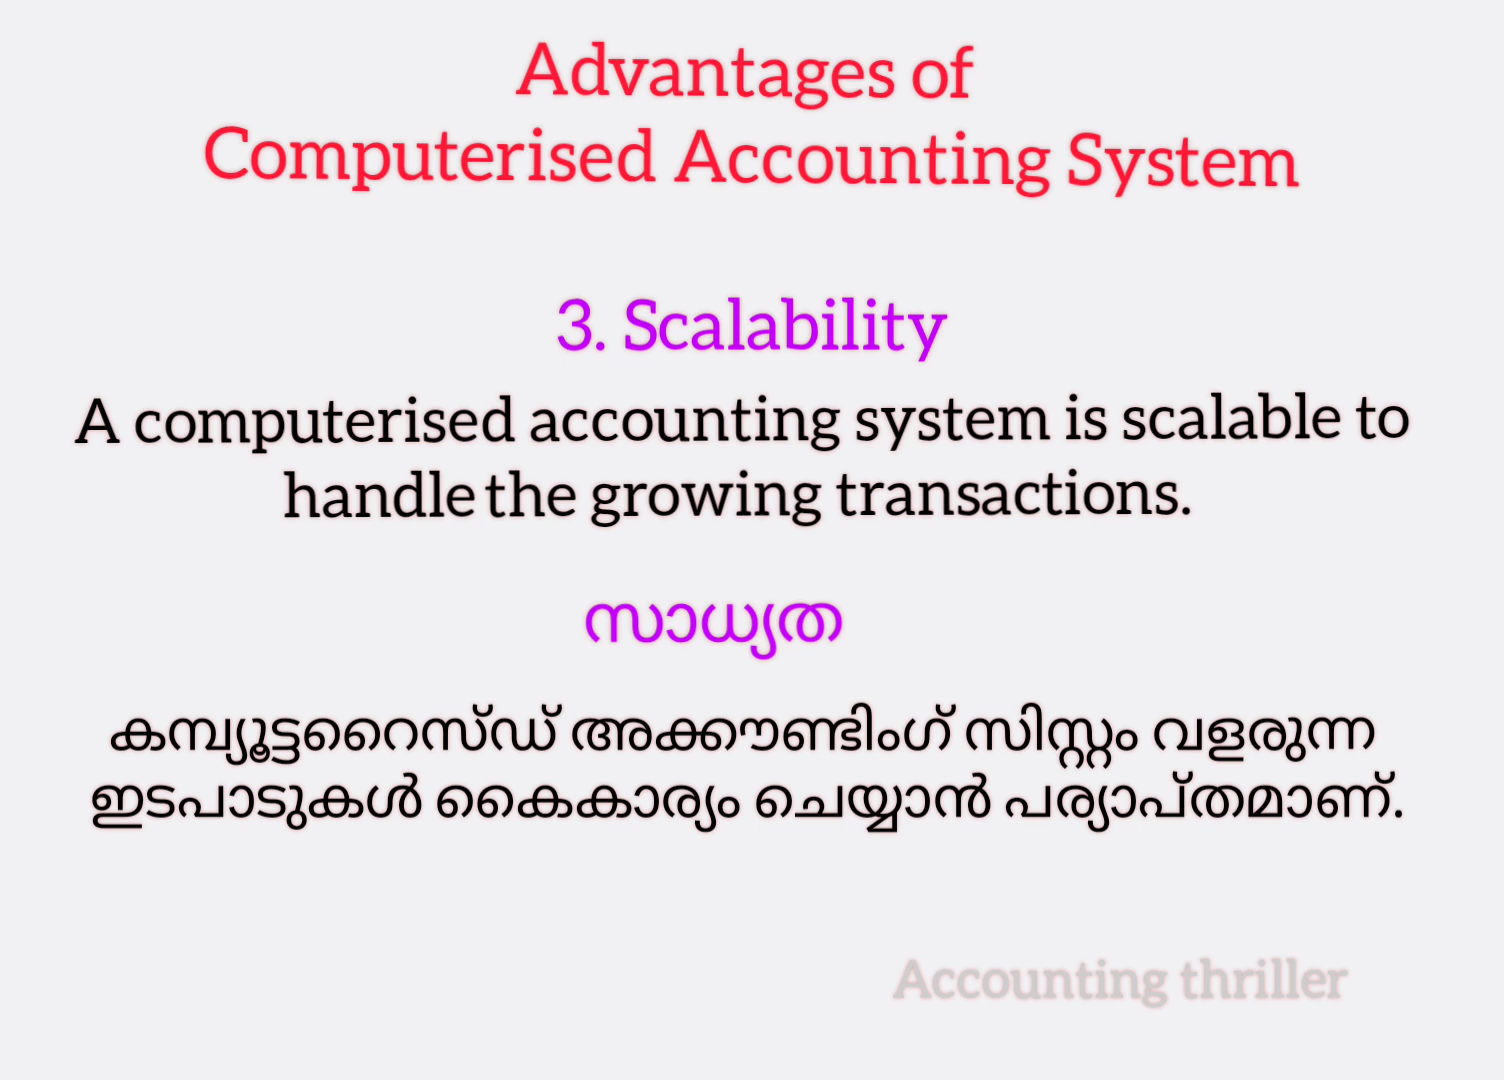 Advantages of
Computerised Accounting System
3. Scalability
A computerised accounting system is scalable to
handle the growing transactions.
സാധ്യത
കമ്പ്യൂട്ടറൈസ്ഡ് അക്കൗണ്ടിംഗ് സിസ്റ്റം വളരുന്ന
ഇടപാടുകൾ കൈകാര്യം ചെയ്യാൻ പര്യാപ്തമാണ്.
Accounting thriller